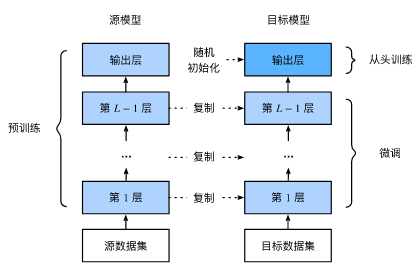 源模型
目标模型
输出层
随机
初始化
输出层
从头训练
第 L − 1 层
复制
第 L − 1 层
预训练
...
复制
...
微调
第 1 层
复制
第 1 层
源数据集
目标数据集